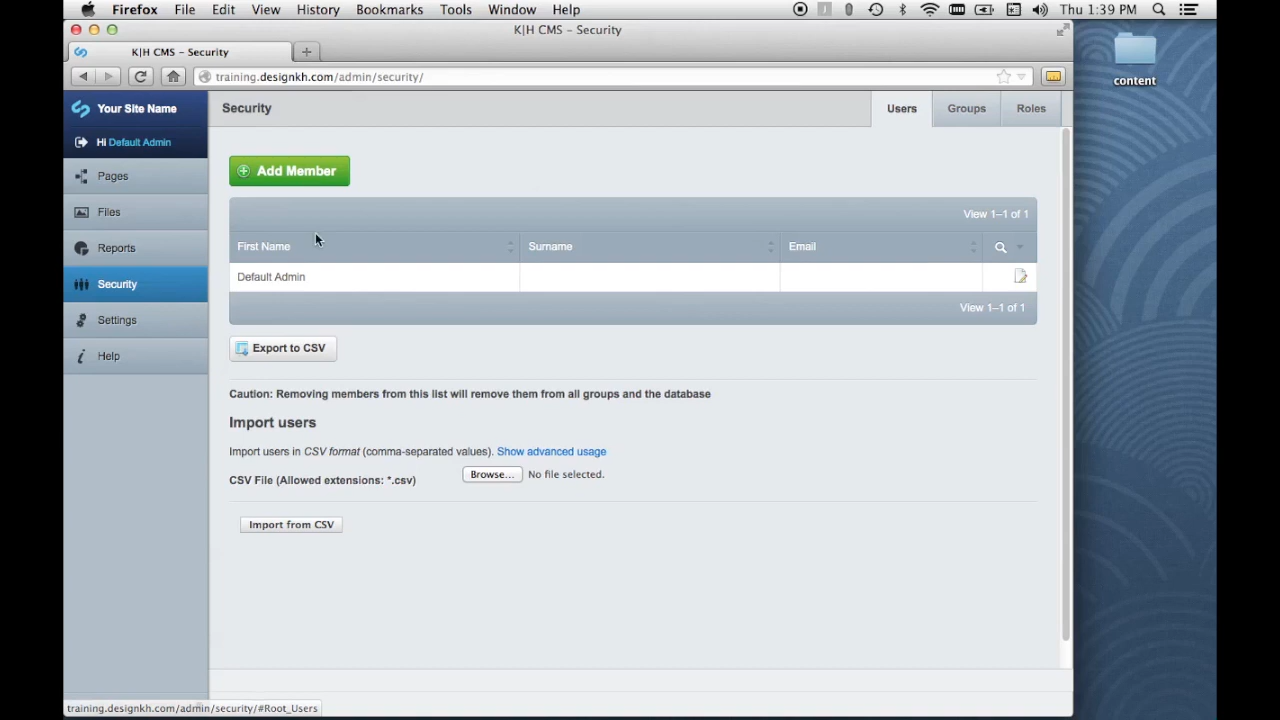 Firefox File Edit View History Bookmarks Tools Window Help Thu 1:39 PM
K|H CMS – Security
K|H CMS – Security
training.designkh.com/admin/security/
content
Your Site Name
Security
Users Groups Roles
Hi Default Admin
Pages
Files
Reports
Security
Settings
Help
Add Member
View 1–1 of 1
First Name Surname Email
Default Admin
View 1–1 of 1
Export to CSV
Caution: Removing members from this list will remove them from all groups and the database
Import users
Import users in CSV format (comma-separated values). Show advanced usage
CSV File (Allowed extensions: *.csv) Browse... No file selected.
Import from CSV
training.designkh.com/admin/security/#Root_Users